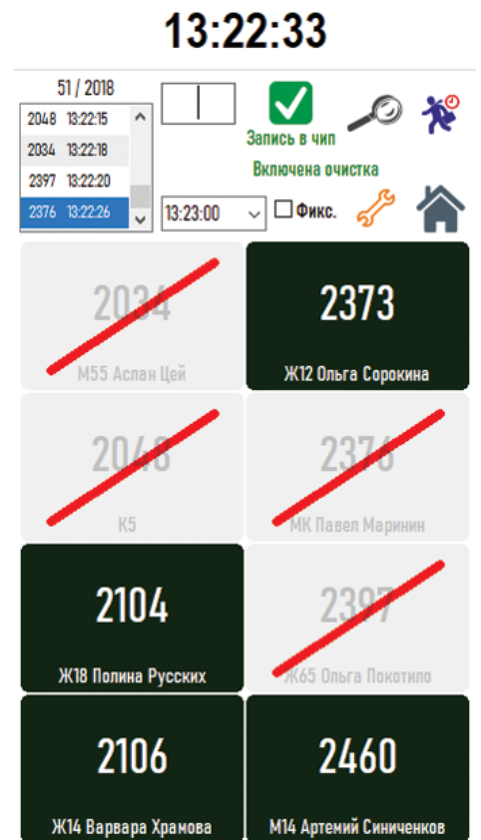 13:22:33
51 / 2018
2048 13:22:15
2034 13:22:18
2397 13:22:20
2376 13:22:26
Запись в чип
Включена очистка
13:23:00
Фикс.
2034
М55 Аслан Цей
2373
Ж12 Ольга Сорокина
2048
К5
2376
МК Павел Маринин
2104
Ж18 Полина Русских
2397
Ж65 Ольга Покотило
2106
Ж14 Варвара Храмова
2460
М14 Артемий Синиченков